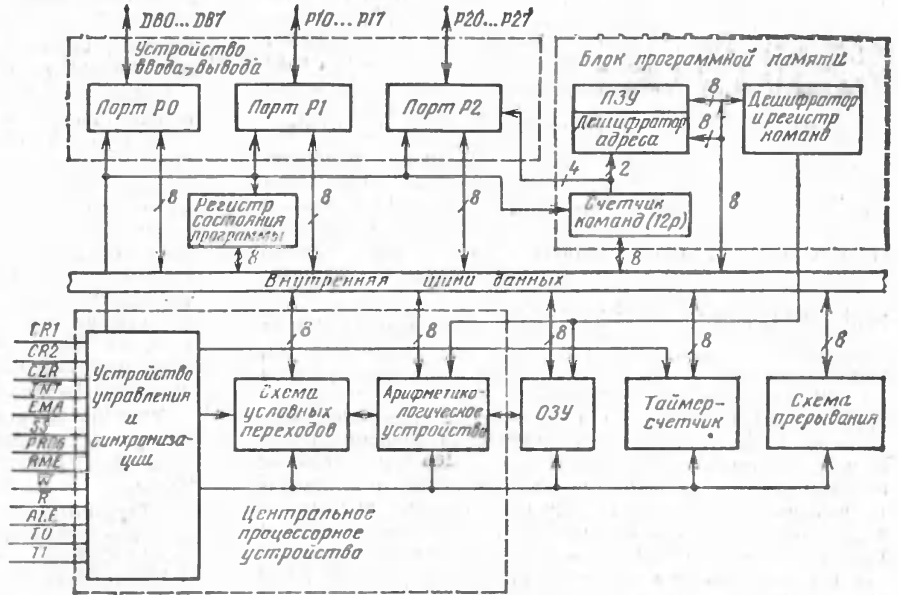 DB0...DB7 P10...P17 P20...P27
Устройство
ввода-вывода
Порт P0
Порт P1
Порт P2
Блок программной памяти
ПЗУ
Дешифратор
адреса
8
8
Дешифратор
и регистр
команд
4
2
Счетчик
команд (12р)
8
8
8
8
Регистр
состояния
программы
8
8
Внутренняя шина данных
CR1
CR2
CLR
INT
EMA
SS
PROG
RME
W
R
ALE
T0
T1
Устройство
управления
и
синхрониза-
ции
8
8
8
8
8
Схема
условных
переходов
Арифметико-
логическое
устройство
ОЗУ
Таймер-
счетчик
Схема
прерывания
Центральное
процессорное
устройство